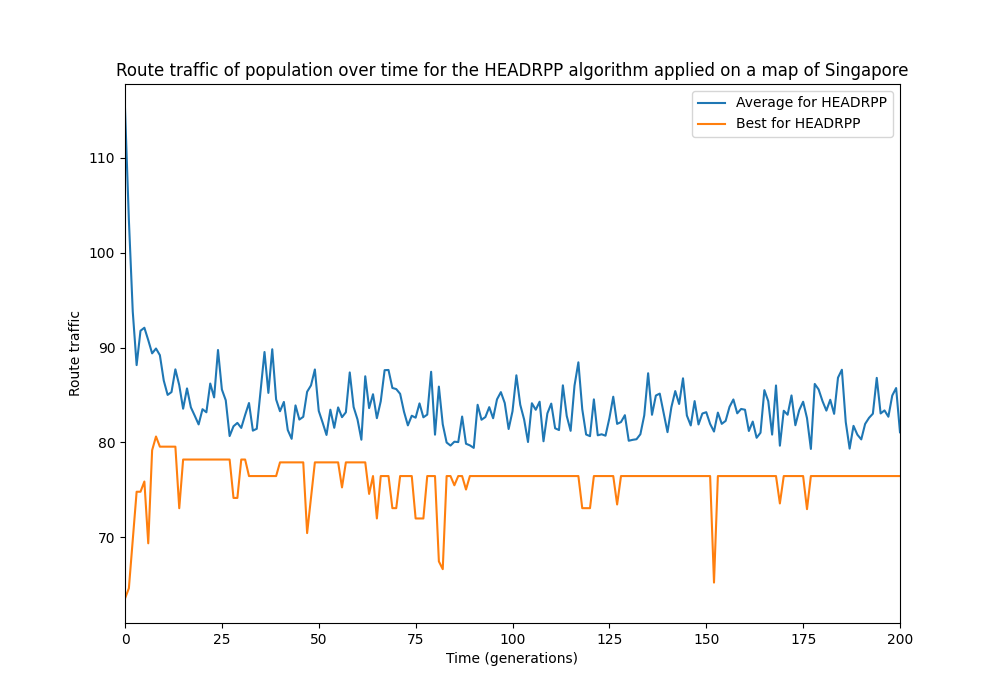 Route traffic of population over time for the HEADRPP algorithm applied on a map of Singapore
Average for HEADRPP
Best for HEADRPP
Route traffic
110
100
90
80
70
0 25 50 75 100 125 150 175 200
Time (generations)